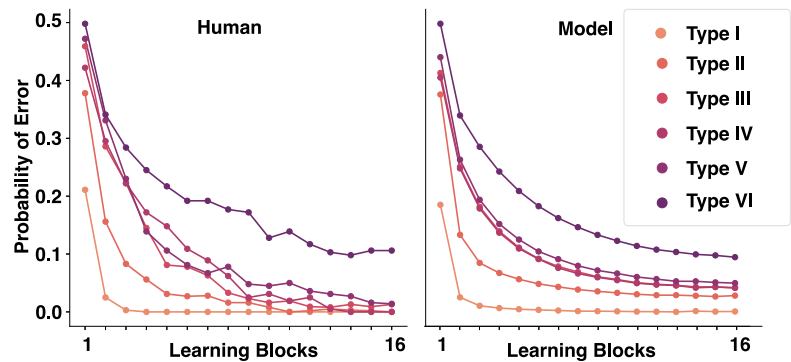 Human
Model
Probability of Error
0.5
0.4
0.3
0.2
0.1
0.0
1
16
Learning Blocks
1
16
Learning Blocks
Type I
Type II
Type III
Type IV
Type V
Type VI